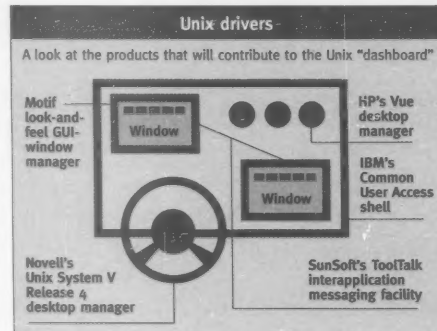 Unix drivers
A look at the products that will contribute to the Unix "dashboard"
Motif
look-and-
feel GUI-
window
manager
Window
HP's Vue
desktop
manager
IBM's
Common
User Access
shell
Window
Novell's
Unix System V
Release 4
desktop manager
SunSoft's ToolTalk
interapplication
messaging facility